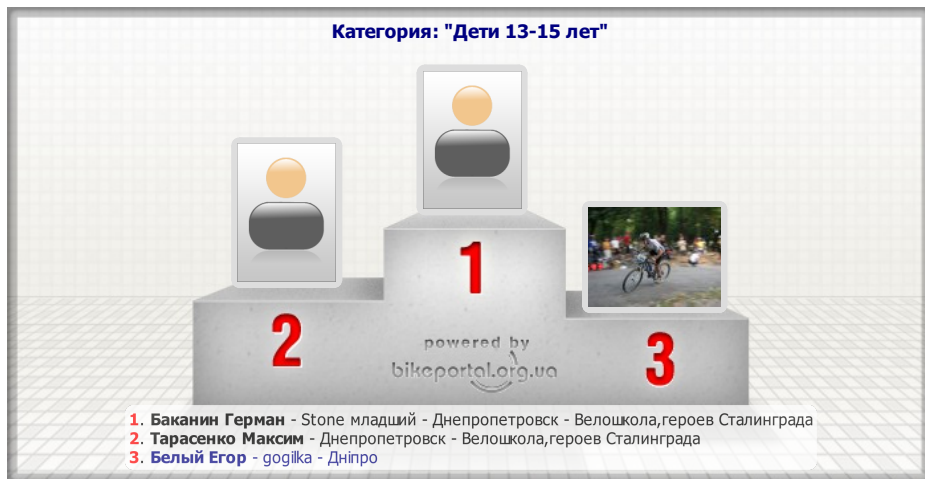 Категория: "Дети 13-15 лет"
1
2
3
powered by
bikeportal.org.ua
1. Баканин Герман - Stone младший - Днепропетровск - Велошкола,героев Сталинграда
2. Тарасенко Максим - Днепропетровск - Велошкола,героев Сталинграда
3. Белый Егор - gogilka - Дніпро